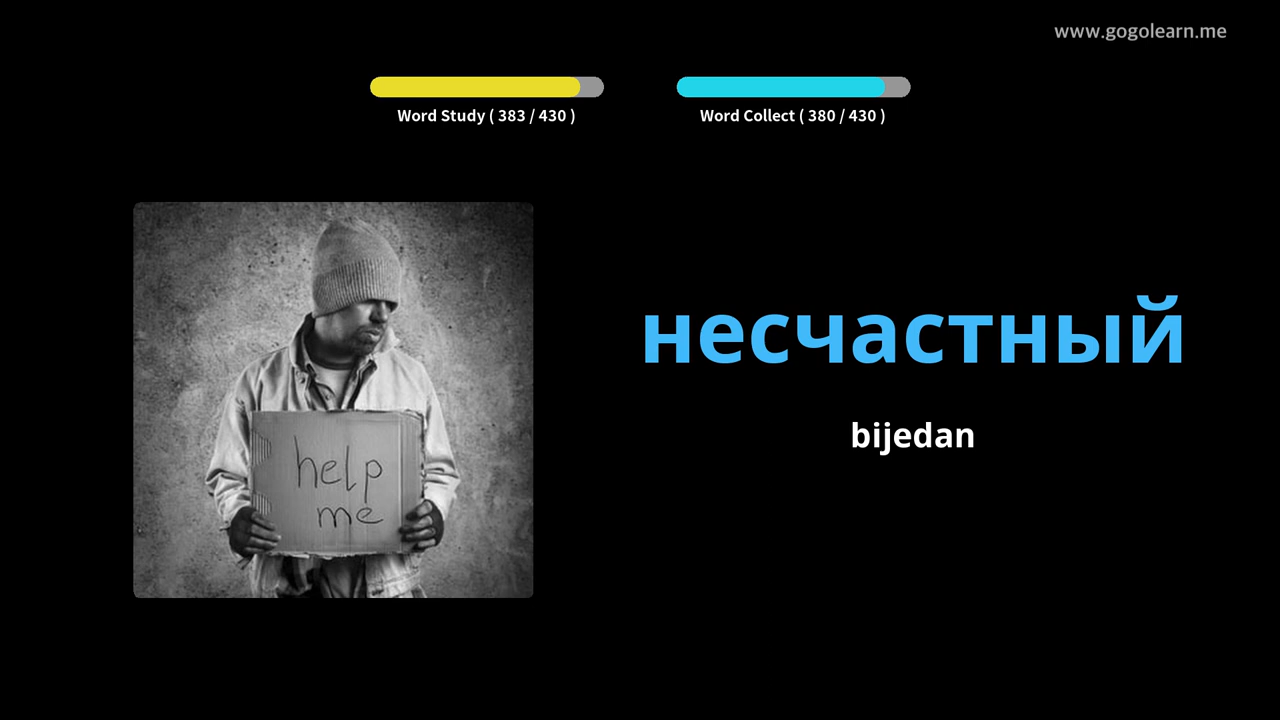 www.gogolearn.me
Word Study ( 383 / 430 )
Word Collect ( 380 / 430 )
help
me
несчастный
bijedan